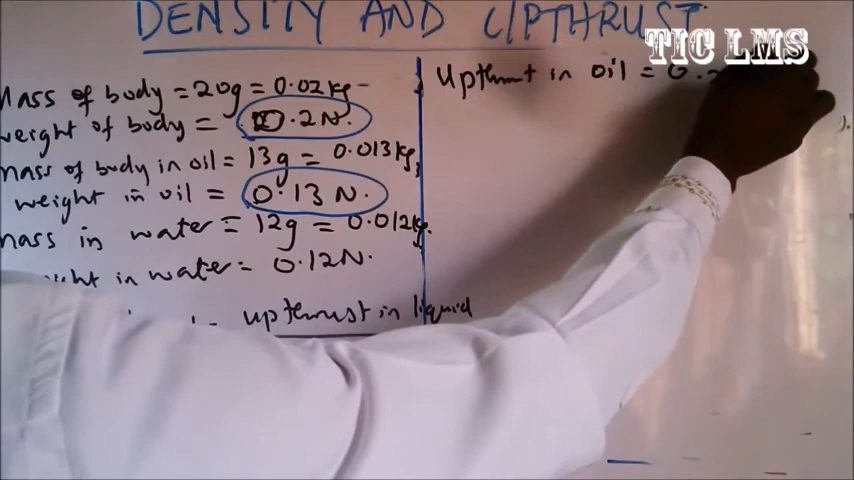 DENSITY AND UPTHRUST
TIC LMS
Mass of body = 20g = 0.02kg
weight of body = 0.2N.
mass of body in oil = 13g = 0.013kg
weight in oil = 0.13 N.
mass in water = 12g = 0.012kg.
in water = 0.12N.
upthrust in liquid
Upthrust in oil = 0.2